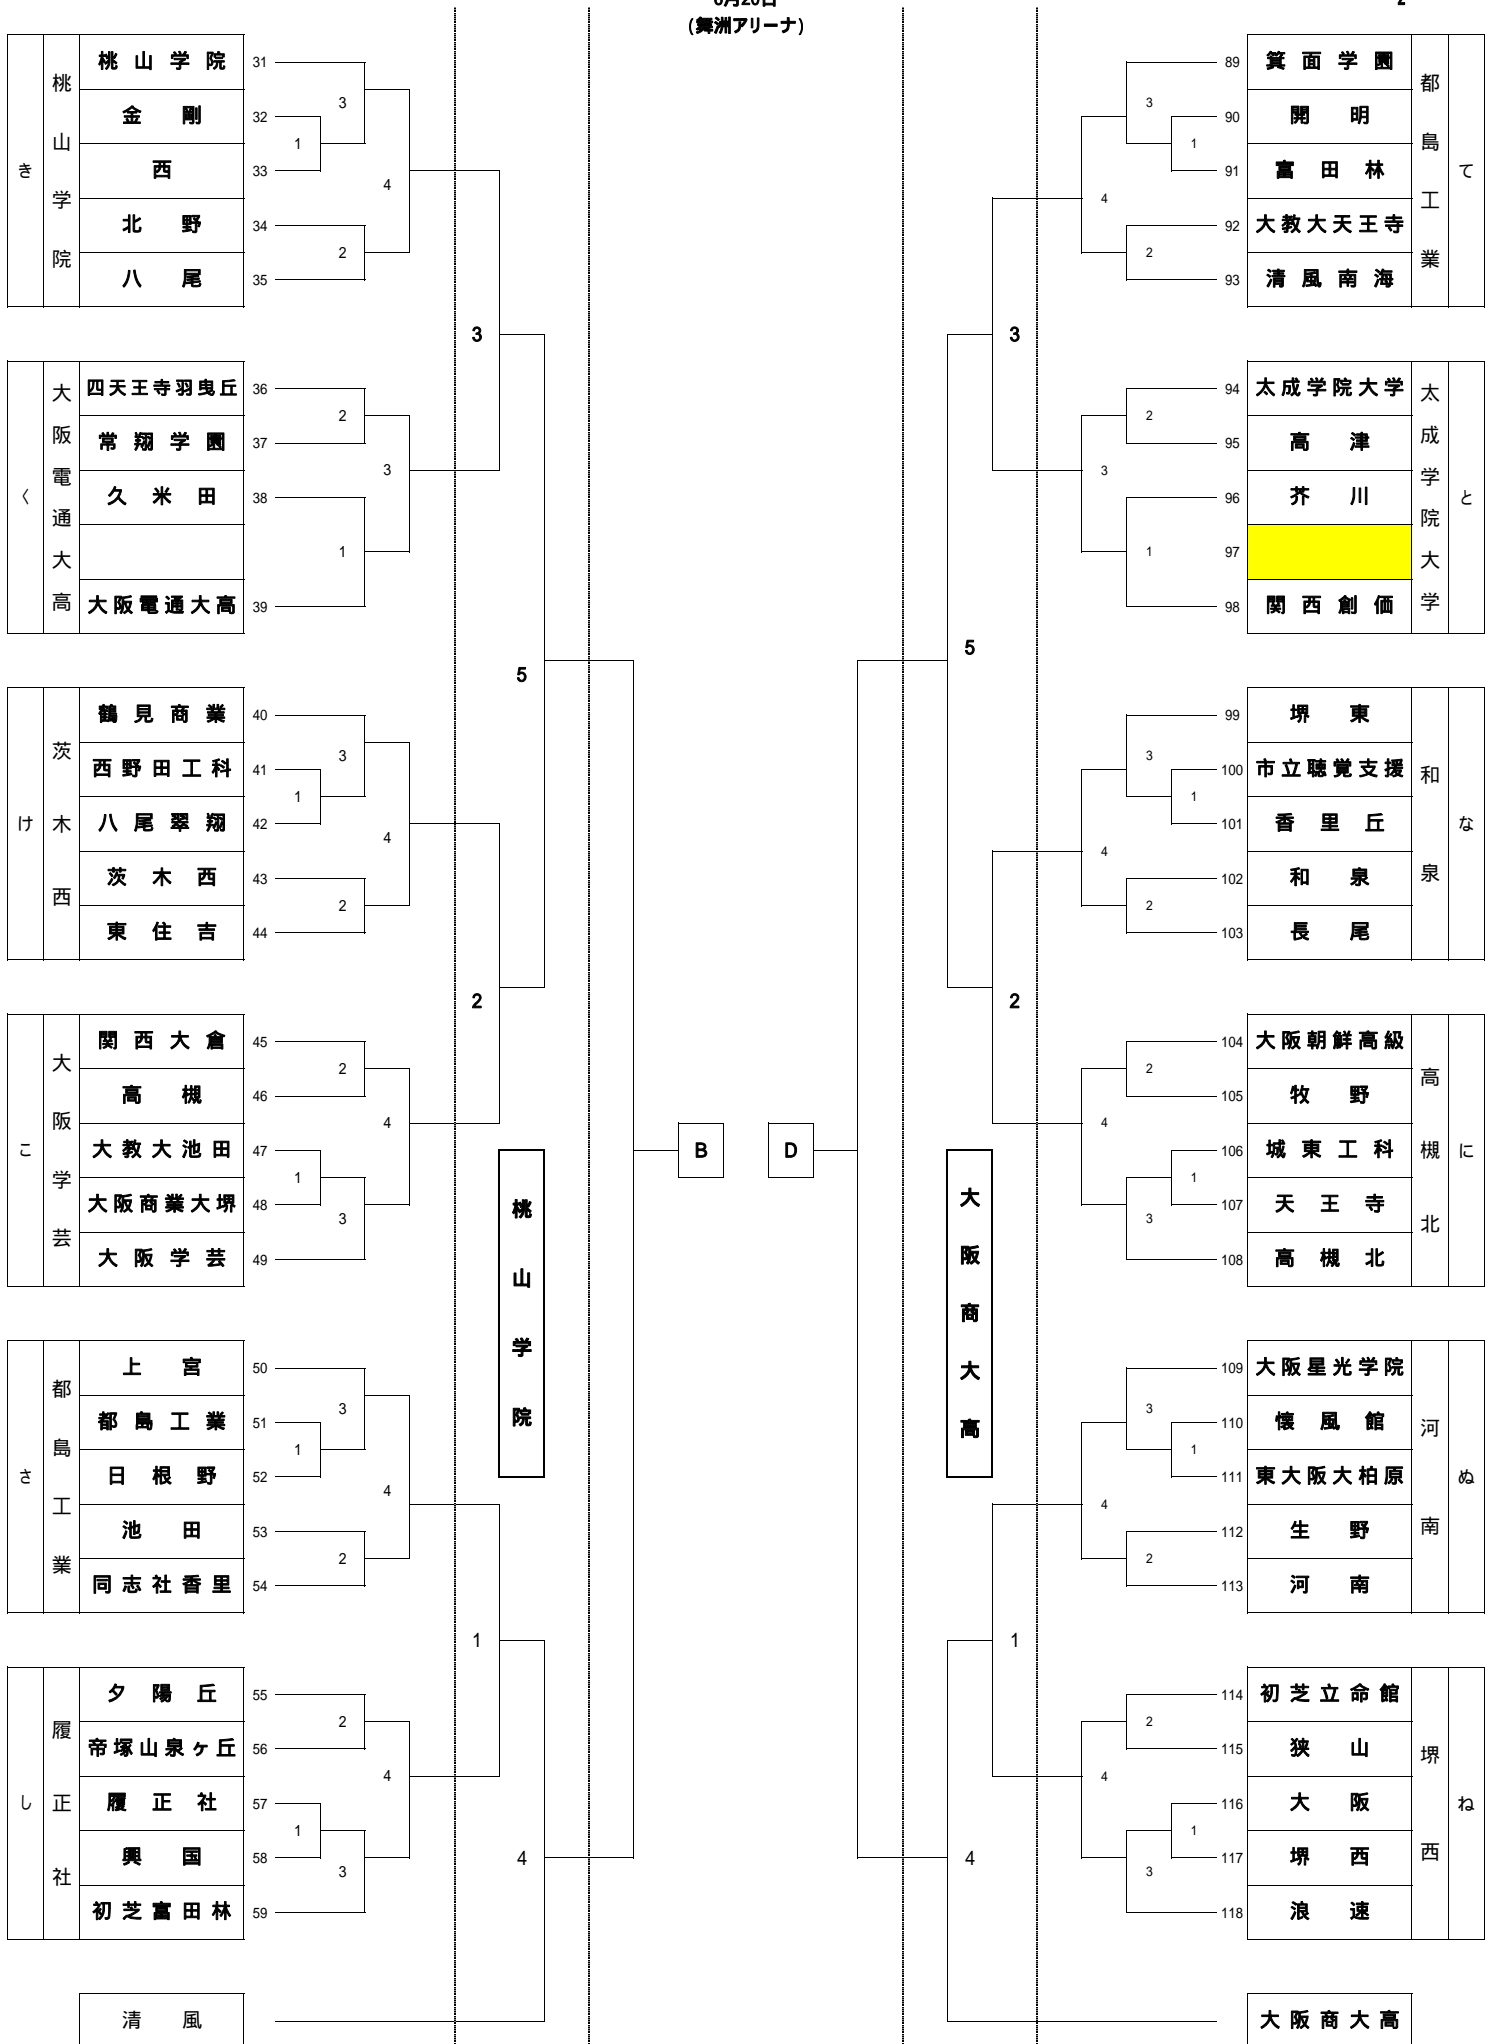 (舞洲アリーナ)
き
桃山学院
桃山学院 31
金剛 32
西 33
北野 34
八尾 35
1
3
2
4
く
大阪電通大高
四天王寺羽曳丘 36
常翔学園 37
久米田 38
大阪電通大高 39
2
1
3
3
け
茨木西
鶴見商業 40
西野田工科 41
八尾翠翔 42
茨木西 43
東住吉 44
1
3
2
4
こ
大阪学芸
関西大倉 45
高槻 46
大教大池田 47
大阪商業大堺 48
大阪学芸 49
2
1
3
4
2
5
さ
都島工業
上宮 50
都島工業 51
日根野 52
池田 53
同志社香里 54
1
3
2
4
し
履正社
夕陽丘 55
帝塚山泉ヶ丘 56
履正社 57
興国 58
初芝富田林 59
2
1
3
4
1
清風
4
桃山学院
B
D
大阪商大高
89 箕面学園
90 開明
91 富田林
92 大教大天王寺
93 清風南海
都島工業
て
1
3
2
4
94 太成学院大学
95 高津
96 芥川
97
98 関西創価
太成学院大学
と
2
1
3
3
99 堺東
100 市立聴覚支援
101 香里丘
102 和泉
103 長尾
和泉
な
1
3
2
4
104 大阪朝鮮高級
105 牧野
106 城東工科
107 天王寺
108 高槻北
高槻北
に
2
1
3
4
2
5
109 大阪星光学院
110 懐風館
111 東大阪大柏原
112 生野
113 河南
河南
ぬ
1
3
2
4
114 初芝立命館
115 狭山
116 大阪
117 堺西
118 浪速
堺西
ね
2
1
3
4
1
大阪商大高
4